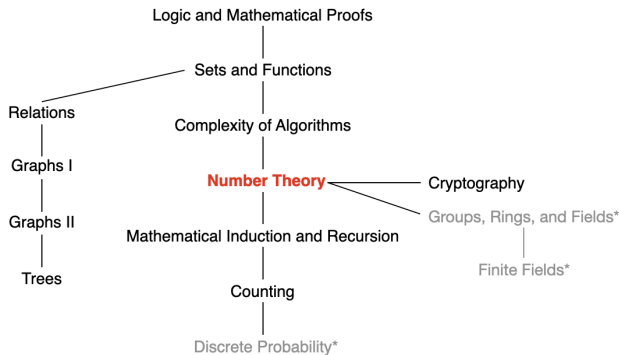 Logic and Mathematical Proofs
Sets and Functions
Relations
Complexity of Algorithms
Graphs I
Number Theory
Cryptography
Groups, Rings, and Fields*
Graphs II
Mathematical Induction and Recursion
Finite Fields*
Trees
Counting
Discrete Probability*